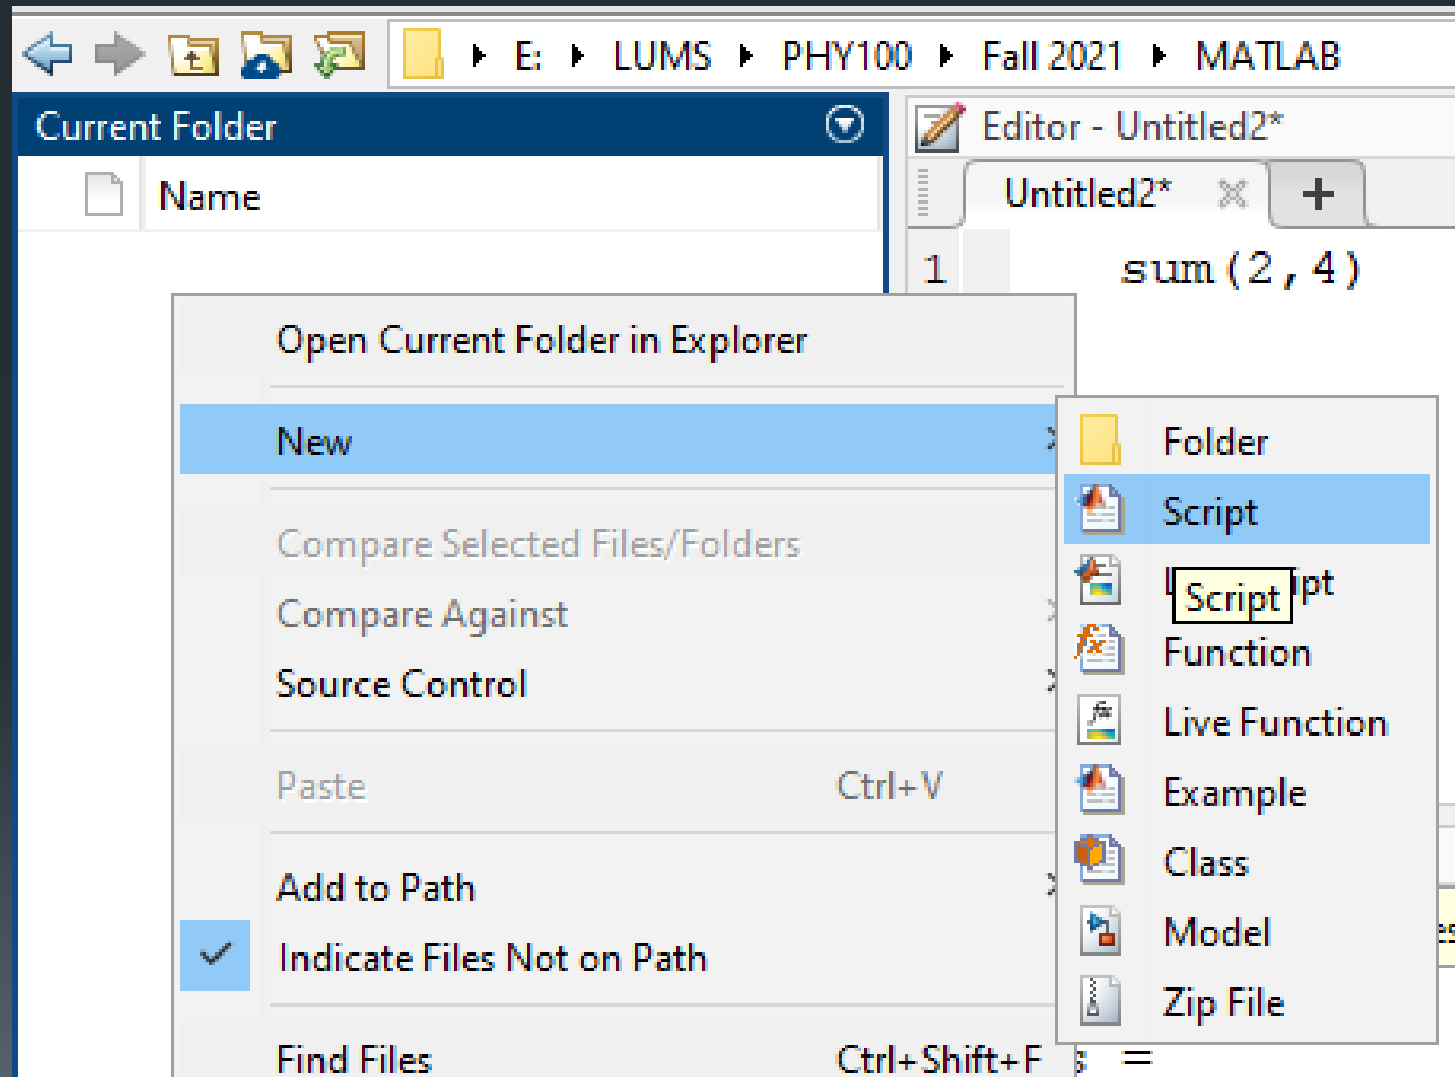 E: LUMS PHY100 Fall 2021 MATLAB
Current Folder
Name
Editor - Untitled2*
Untitled2*
1 sum(2,4)
Open Current Folder in Explorer
New
Compare Selected Files/Folders
Compare Against
Source Control
Paste Ctrl+V
Add to Path
Indicate Files Not on Path
Find Files Ctrl+Shift+F
Folder
Script
Script
Function
Live Function
Example
Class
Model
Zip File
=